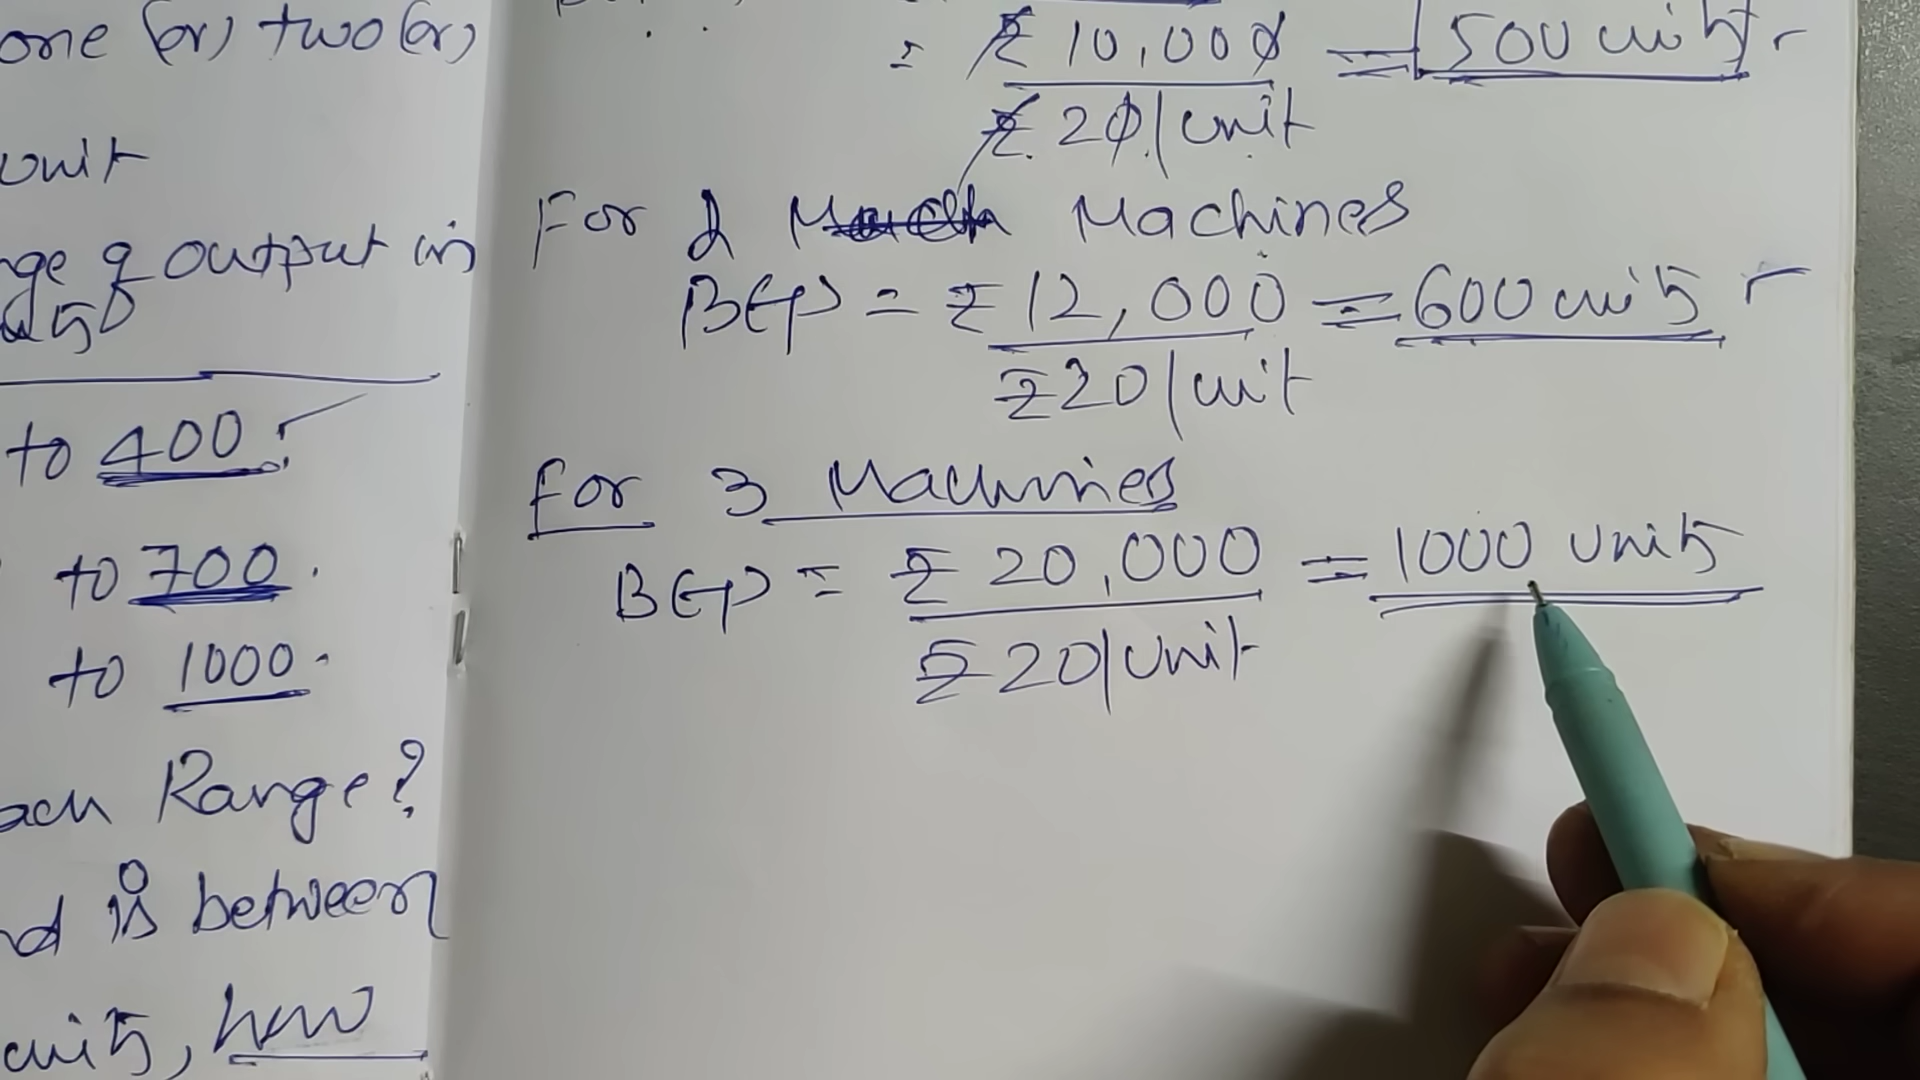 one (or) two (or)
unit
ge of output in
units
to 400
to 700.
to 1000.
ach Range?
nd is between
units, how
= ₹ 10,000 = 500 units
₹ 20/unit
For 2 Machines
BEP = ₹ 12,000 = 600 units
₹ 20/unit
For 3 Machines
BEP = ₹ 20,000 = 1000 units
₹ 20/unit